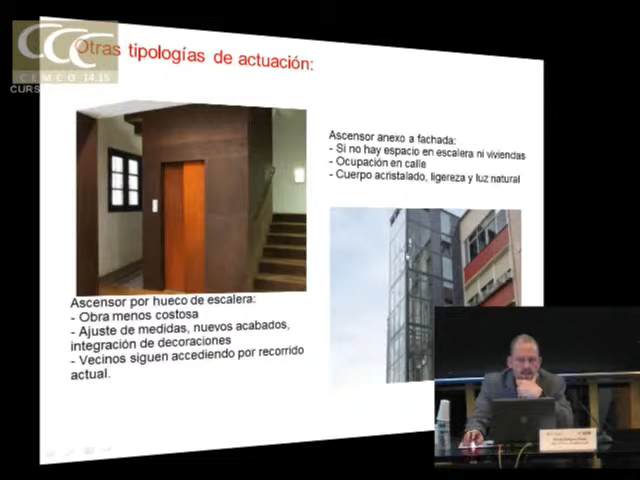 Otras tipologías de actuación:
CEMCO 14.15
CURS
Ascensor anexo a fachada:
- Si no hay espacio en escalera ni viviendas
- Ocupación en calle
- Cuerpo acristalado, ligereza y luz natural
Ascensor por hueco de escalera:
- Obra menos costosa
- Ajuste de medidas, nuevos acabados,
integración de decoraciones
- Vecinos siguen accediendo por recorrido
actual.